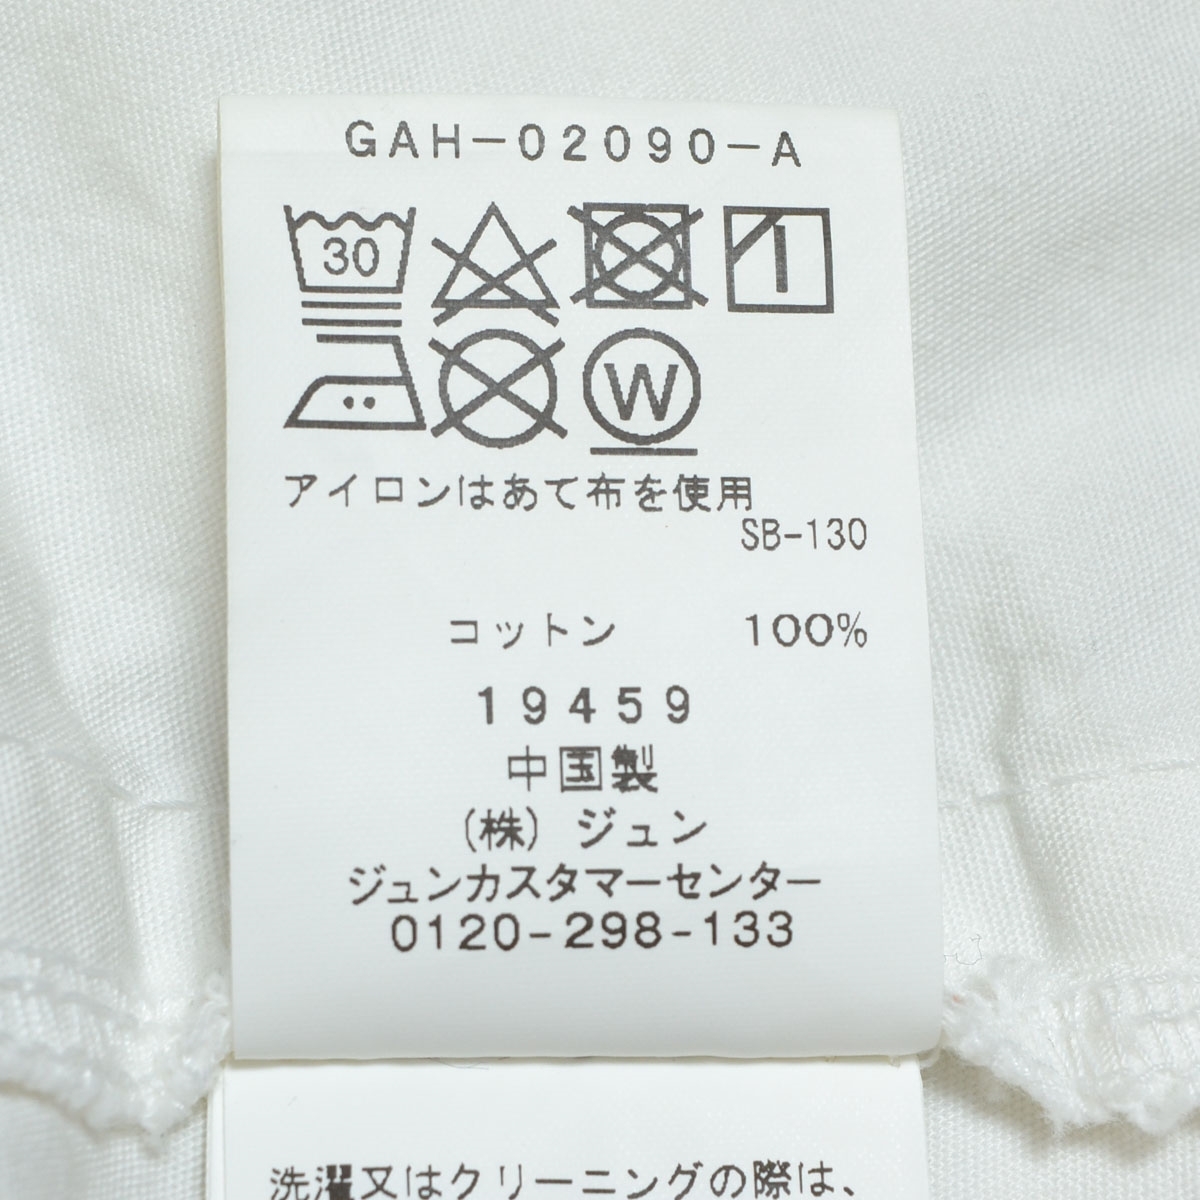 GAH-02090-A
30
W
アイロンはあて布を使用
SB-130
コットン 100%
19459
中国製
(株) ジュン
ジュンカスタマーセンター
0120-298-133
洗濯又はクリーニングの際は、